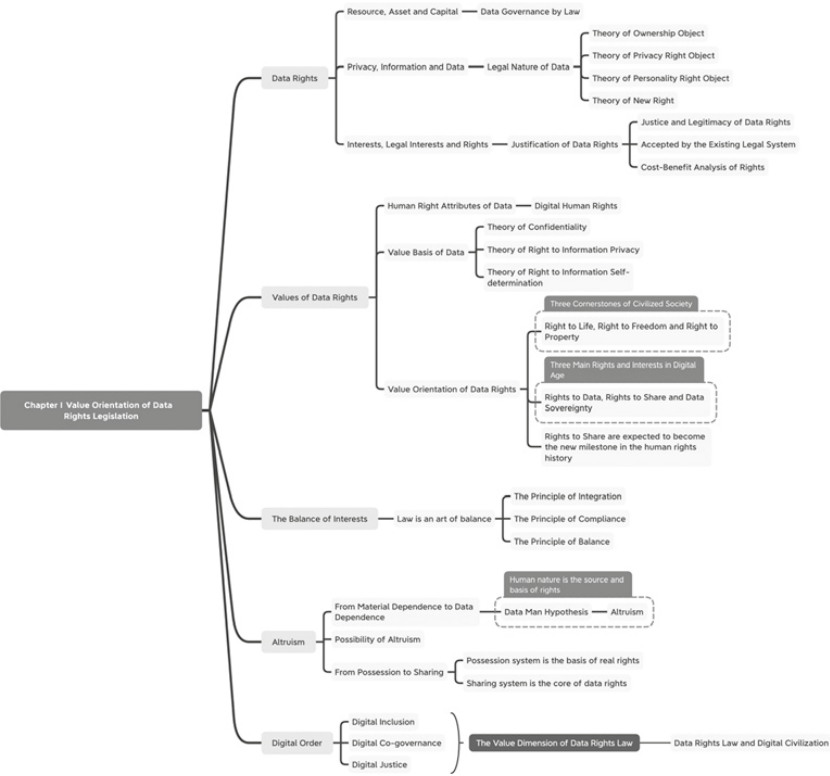 Chapter I Value Orientation of Data
Rights Legislation
Data Rights
Resource, Asset and Capital
Data Governance by Law
Privacy, Information and Data
Legal Nature of Data
Theory of Ownership Object
Theory of Privacy Right Object
Theory of Personality Right Object
Theory of New Right
Interests, Legal Interests and Rights
Justification of Data Rights
Justice and Legitimacy of Data Rights
Accepted by the Existing Legal System
Cost-Benefit Analysis of Rights
Values of Data Rights
Human Right Attributes of Data
Digital Human Rights
Value Basis of Data
Theory of Confidentiality
Theory of Right to Information Privacy
Theory of Right to Information Self-
determination
Value Orientation of Data Rights
Three Cornerstones of Civilized Society
Right to Life, Right to Freedom and Right to
Property
Three Main Rights and Interests in Digital
Age
Rights to Data, Rights to Share and Data
Sovereignty
Rights to Share are expected to become
the new milestone in the human rights
history
The Balance of Interests
Law is an art of balance
The Principle of Integration
The Principle of Compliance
The Principle of Balance
Altruism
From Material Dependence to Data
Dependence
Human nature is the source and
basis of rights
Data Man Hypothesis
Altruism
Possibility of Altruism
From Possession to Sharing
Possession system is the basis of real rights
Sharing system is the core of data rights
Digital Order
Digital Inclusion
Digital Co-governance
Digital Justice
The Value Dimension of Data Rights Law
Data Rights Law and Digital Civilization